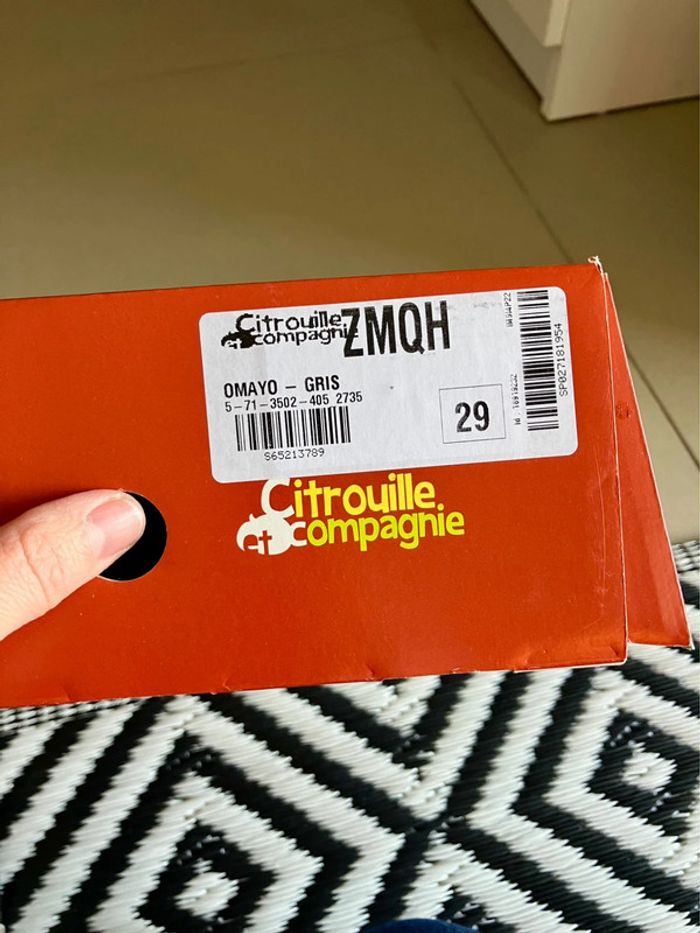 Citrouille
et compagnie
ZMQH
OMAYO - GRIS
5-71-3502-405 2735
S65213789
29
SP027181954
Citrouille
et compagnie